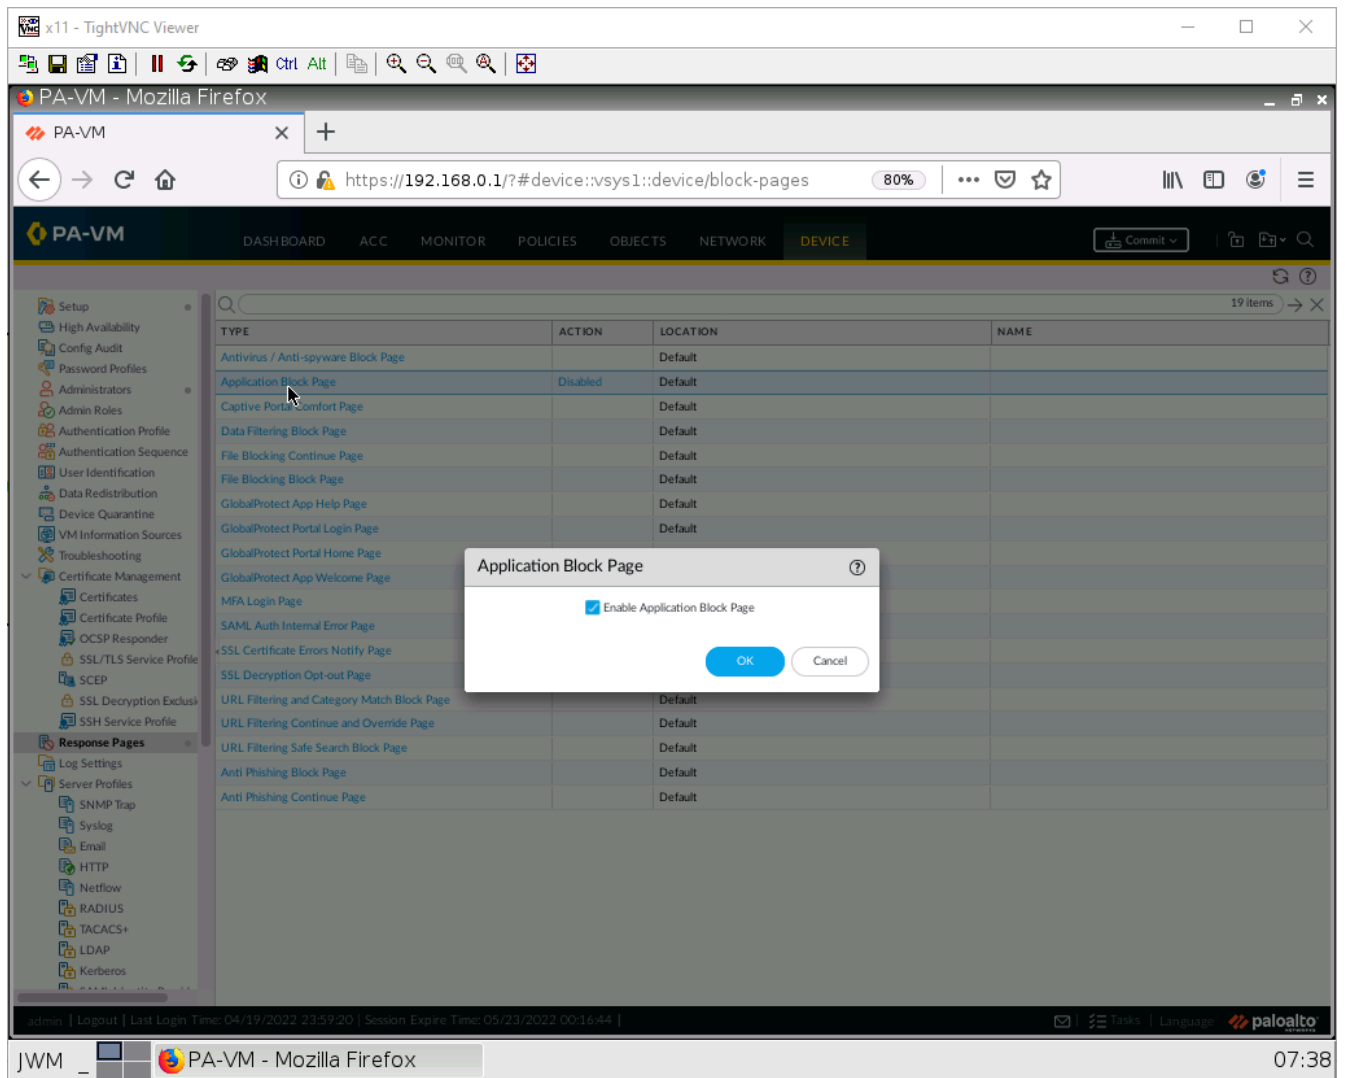 x11 - TightVNC Viewer
Ctrl Alt
PA-VM - Mozilla Firefox
PA-VM
https://192.168.0.1/?#device::vsys1::device/block-pages 80%
PA-VM DASHBOARD ACC MONITOR POLICIES OBJECTS NETWORK DEVICE Commit
19 items
Setup
High Availability
Config Audit
Password Profiles
Administrators
Admin Roles
Authentication Profile
Authentication Sequence
User Identification
Data Redistribution
Device Quarantine
VM Information Sources
Troubleshooting
Certificate Management
Certificates
Certificate Profile
OCSP Responder
SSL/TLS Service Profile
SCEP
SSL Decryption Exclusi
SSH Service Profile
Response Pages
Log Settings
Server Profiles
SNMP Trap
Syslog
Email
HTTP
Netflow
RADIUS
TACACS+
LDAP
Kerberos
TYPE ACTION LOCATION NAME
Antivirus / Anti-spyware Block Page Default
Application Block Page Disabled Default
Captive Portal Comfort Page Default
Data Filtering Block Page Default
File Blocking Continue Page Default
File Blocking Block Page Default
GlobalProtect App Help Page Default
GlobalProtect Portal Login Page Default
GlobalProtect Portal Home Page
GlobalProtect App Welcome Page
MFA Login Page
SAML Auth Internal Error Page
SSL Certificate Errors Notify Page
SSL Decryption Opt-out Page
URL Filtering and Category Match Block Page Default
URL Filtering Continue and Override Page Default
URL Filtering Safe Search Block Page Default
Anti Phishing Block Page Default
Anti Phishing Continue Page Default
Application Block Page
Enable Application Block Page
OK Cancel
admin | Logout | Last Login Time: 04/19/2022 23:59:20 | Session Expire Time: 05/23/2022 00:16:44 |
Tasks | Language paloalto
NETWORKS
JWM PA-VM - Mozilla Firefox 07:38